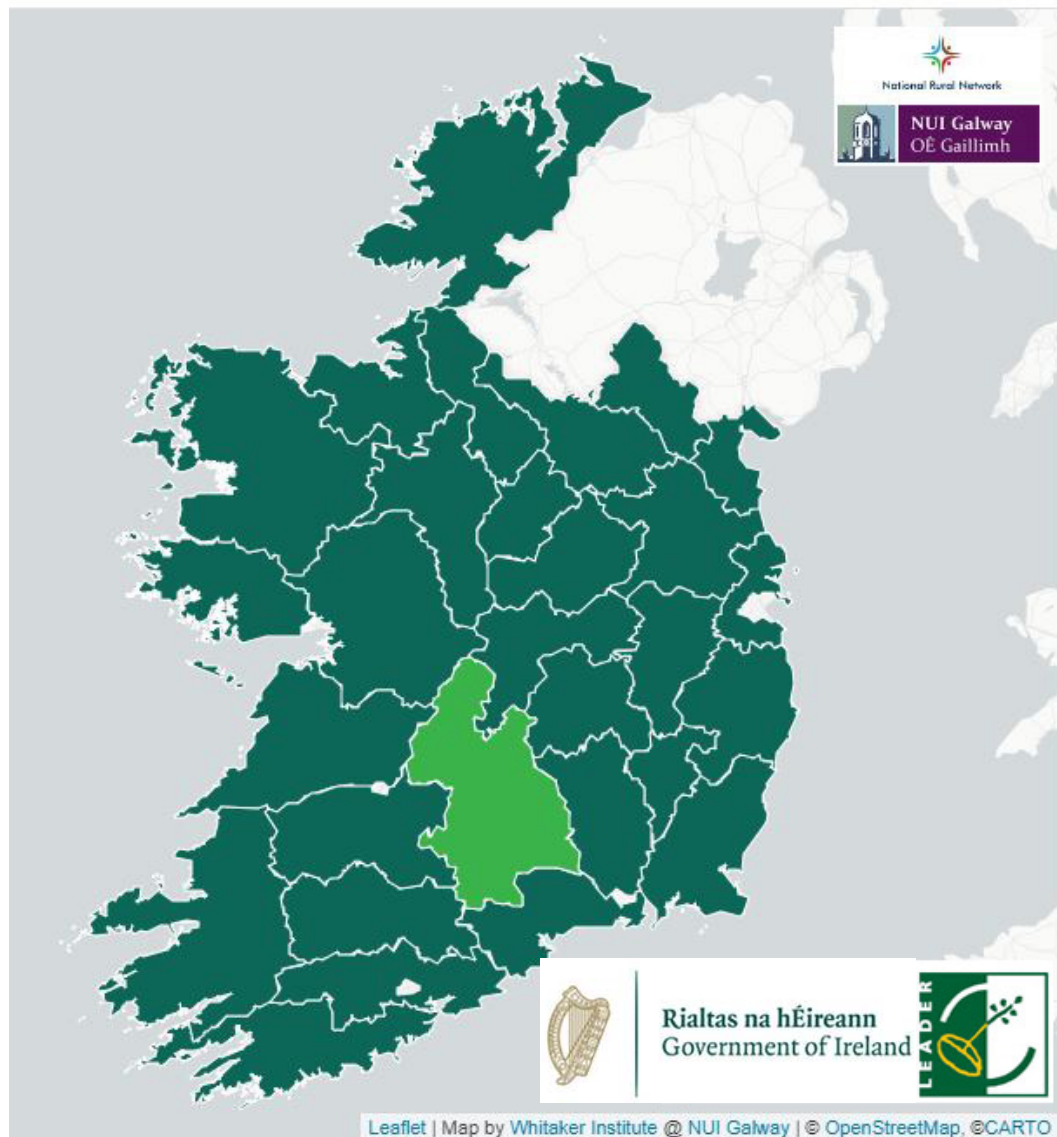 National Rural Network
NUI Galway
OÉ Gaillimh
Rialtas na hÉireann
Government of Ireland
LEADER
Leaflet | Map by Whitaker Institute @ NUI Galway | © OpenStreetMap, ©CARTO